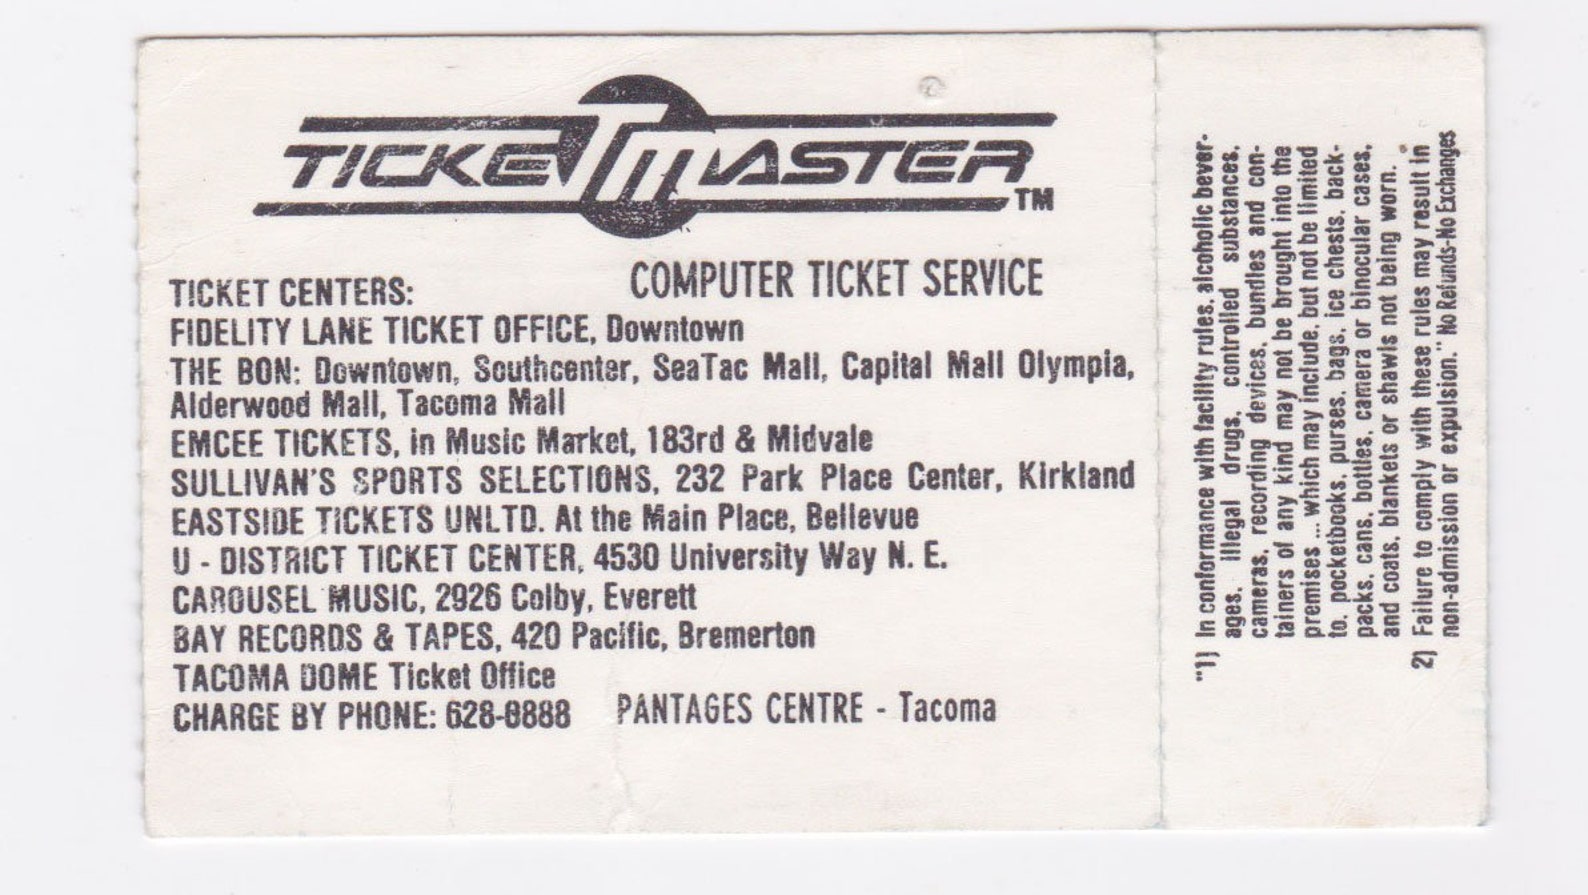 TICKETMASTER TM
COMPUTER TICKET SERVICE
TICKET CENTERS:
FIDELITY LANE TICKET OFFICE, Downtown
THE BON: Downtown, Southcenter, SeaTac Mall, Capital Mall Olympia,
Alderwood Mall, Tacoma Mall
EMCEE TICKETS, in Music Market, 183rd & Midvale
SULLIVAN'S SPORTS SELECTIONS, 232 Park Place Center, Kirkland
EASTSIDE TICKETS UNLTD. At the Main Place, Bellevue
U - DISTRICT TICKET CENTER, 4530 University Way N. E.
CAROUSEL MUSIC, 2926 Colby, Everett
BAY RECORDS & TAPES, 420 Pacific, Bremerton
TACOMA DOME Ticket Office
CHARGE BY PHONE: 628-0888
PANTAGES CENTRE - Tacoma
"1) In conformance with facility rules, alcoholic bever-
ages, illegal drugs, controlled substances,
cameras, recording devices, bundles and con-
tainers of any kind may not be brought into the
premises ... which may include, but not be limited
to, pocketbooks, purses, bags, ice chests, back-
packs, cans, bottles, camera or binocular cases,
and coats, blankets or shawls not being worn.
2) Failure to comply with these rules may result in
non-admission or expulsion." No Refunds-No Exchanges